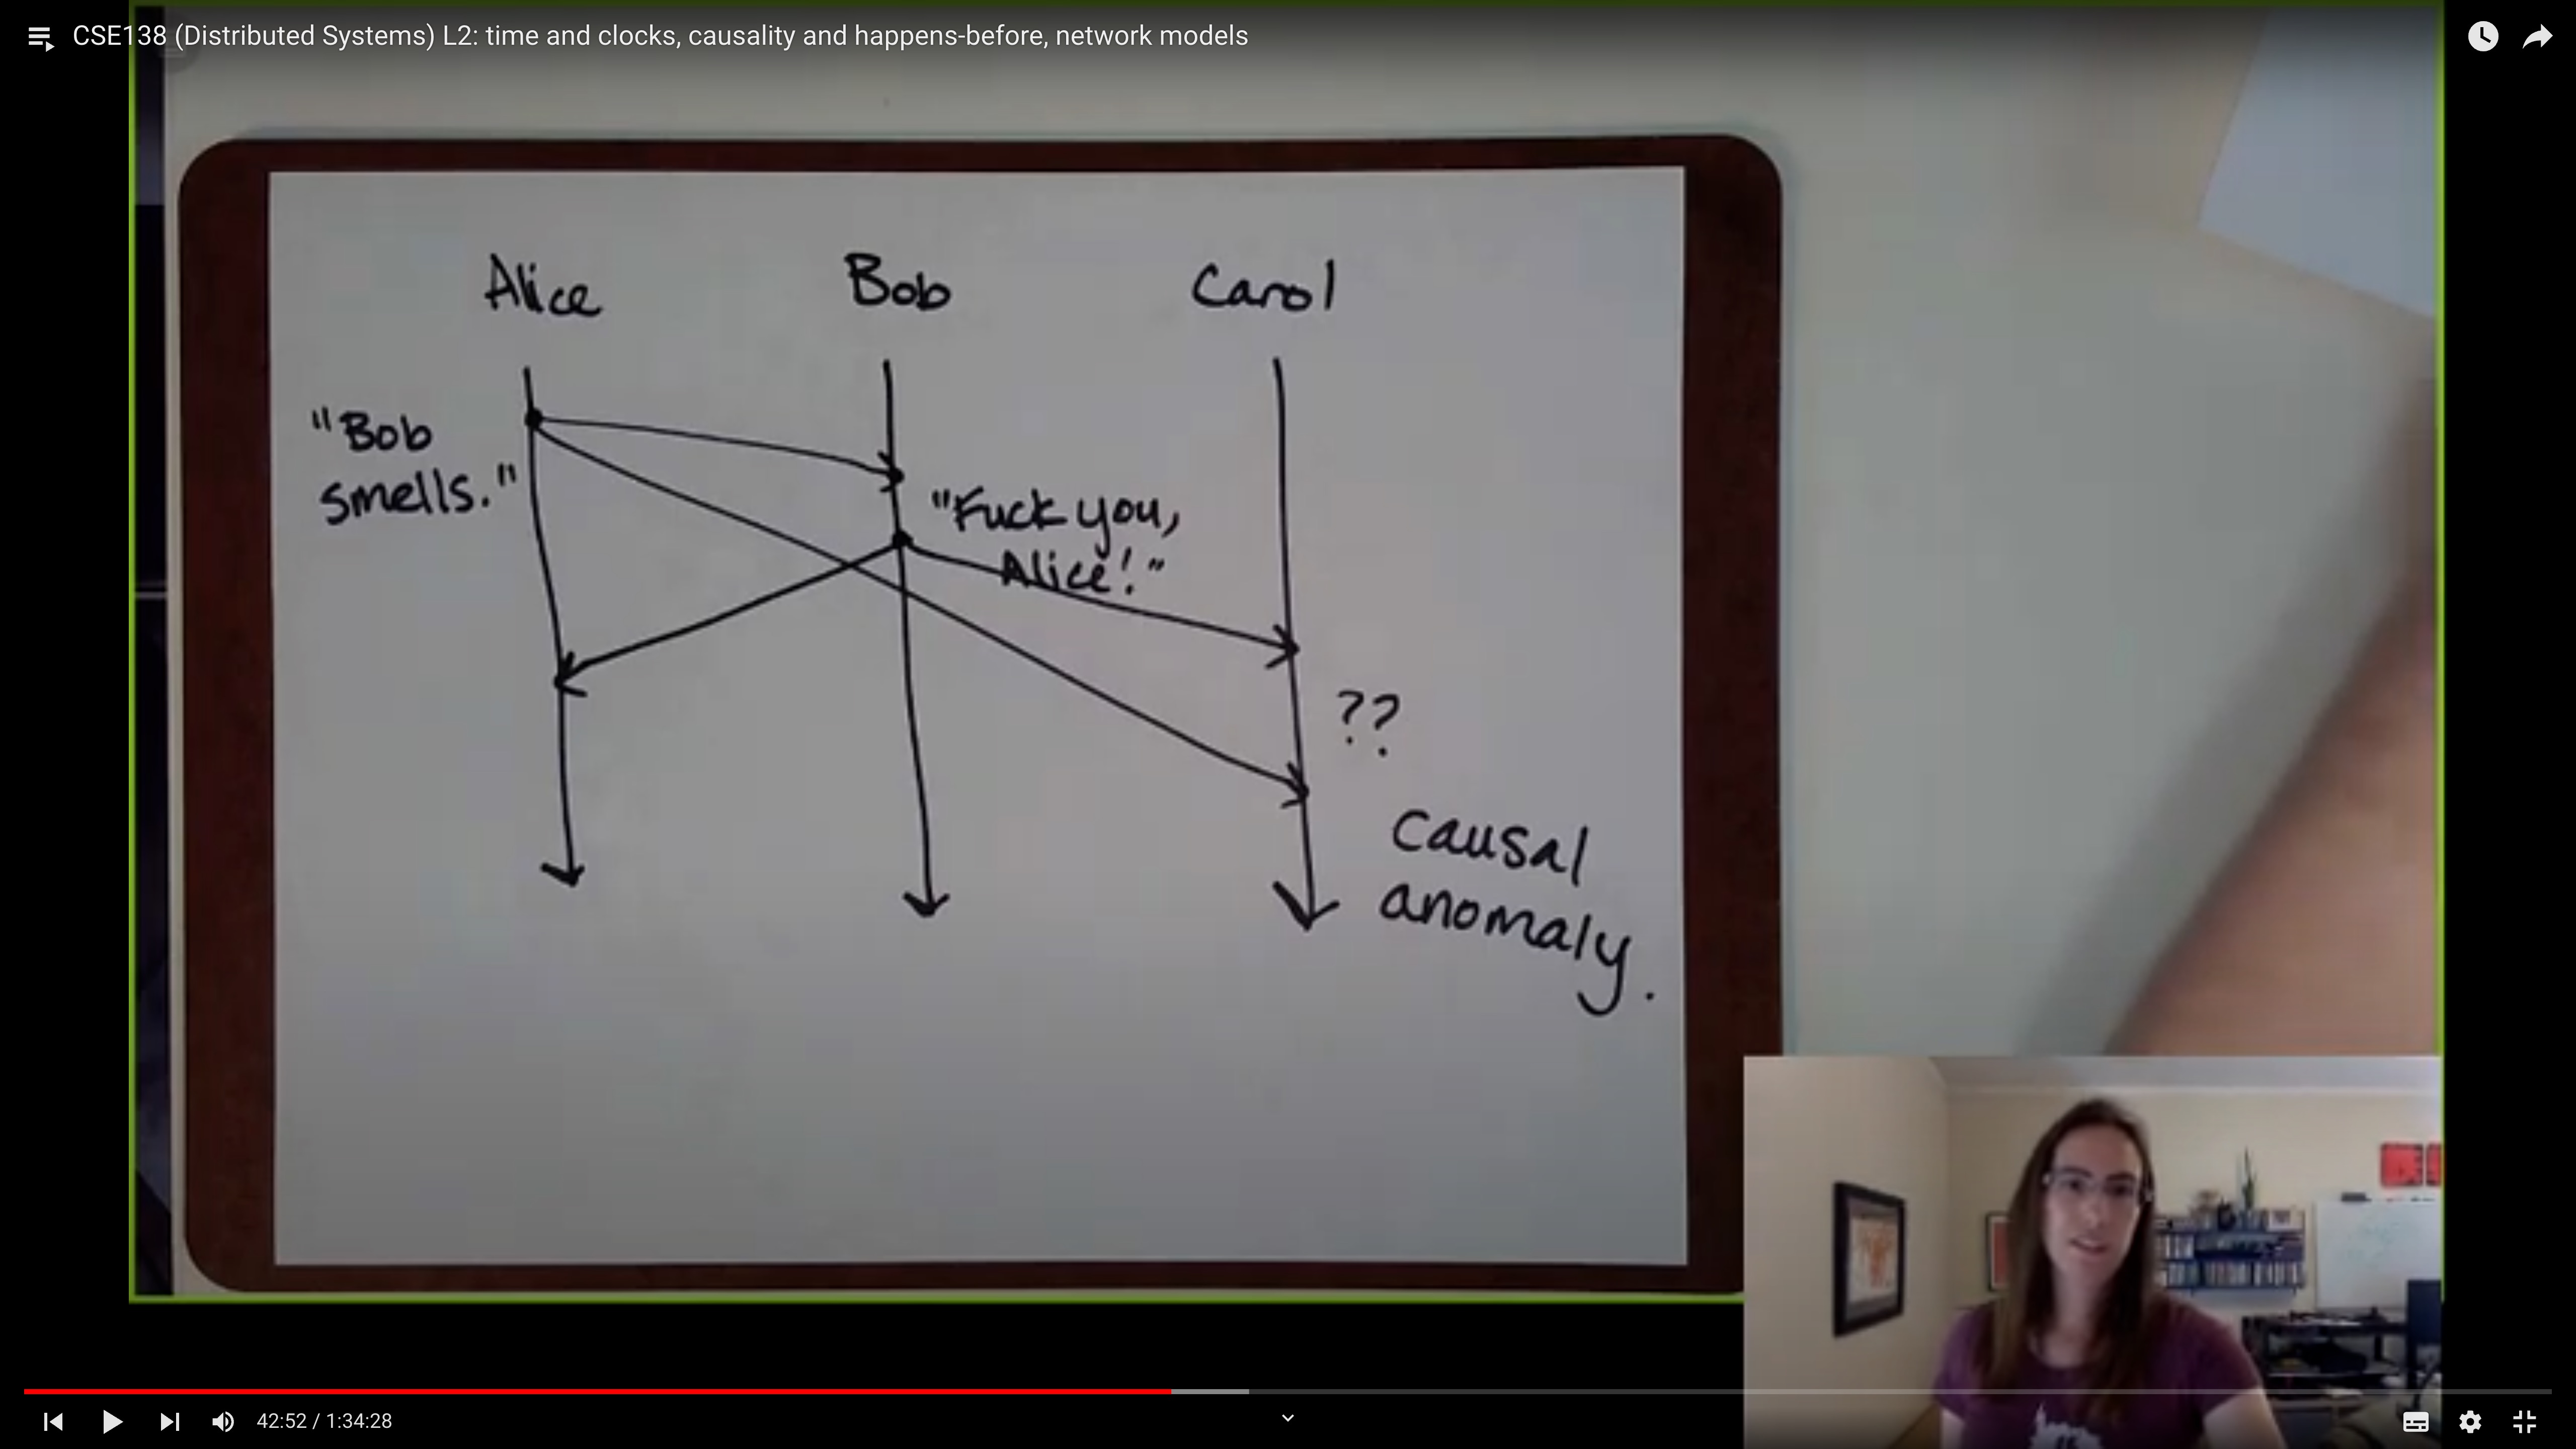 CSE138 (Distributed Systems) L2: time and clocks, causality and happens-before, network models
Alice
Bob
Carol
"Bob
smells."
"Fuck you,
Alice!"
??
causal
anomaly.
42:52 / 1:34:28